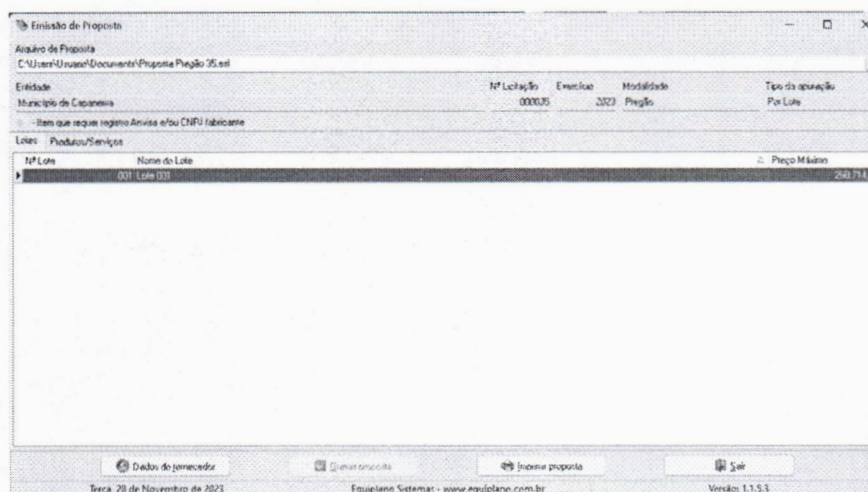 Emissão de Proposta
Arquivo de Proposta
C:\Users\Usuario\Documents\Proposta Pregão 35.esl
Entidade Nº Licitação Exercício Modalidade Tipo da apuração
Município de Capanema 000035 2023 Pregão Por Lote
- Item que requer registro Anvisa e/ou CNPJ fabricante
Lotes Produtos/Serviços
Nº Lote Nome do Lote Preço Máximo
001 Lote 001
Dados do fornecedor Gravar proposta Imprimir proposta Sair
Terça, 28 de Novembro de 2023 Equiplano Sistemas - www.equiplano.com.br Versão: 1.1.5.3